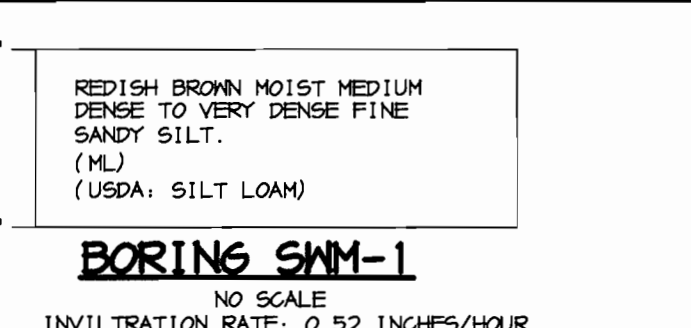 REDISH BROWN MOIST MEDIUM
DENSE TO VERY DENSE FINE
SANDY SILT.
(ML)
(USDA: SILT LOAM)
BORING SWM-1
NO SCALE
INVILTRATION RATE: 0.52 INCHES/HOUR